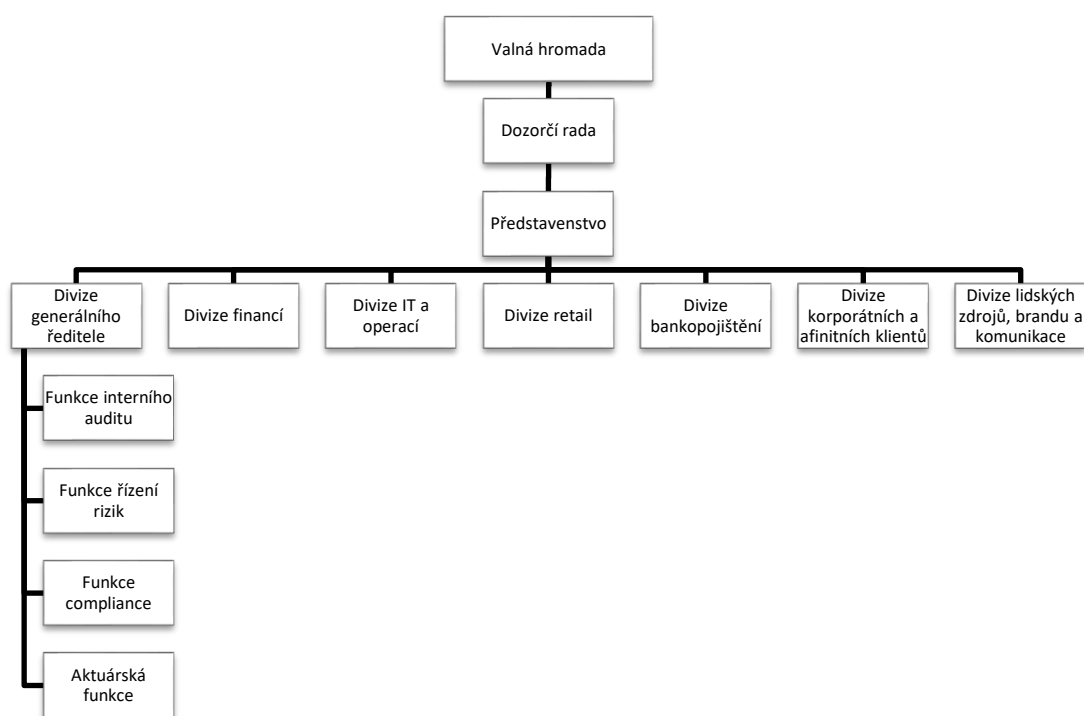 Valná hromada
Dozorčí rada
Představenstvo
Divize
generálního
ředitele
Divize financí
Divize IT a
operací
Divize retail
Divize
bankopojištění
Divize
korporátních a
afinitních klientů
Divize lidských
zdrojů, brandu a
komunikace
Funkce interního
auditu
Funkce řízení
rizik
Funkce
compliance
Aktuárská
funkce